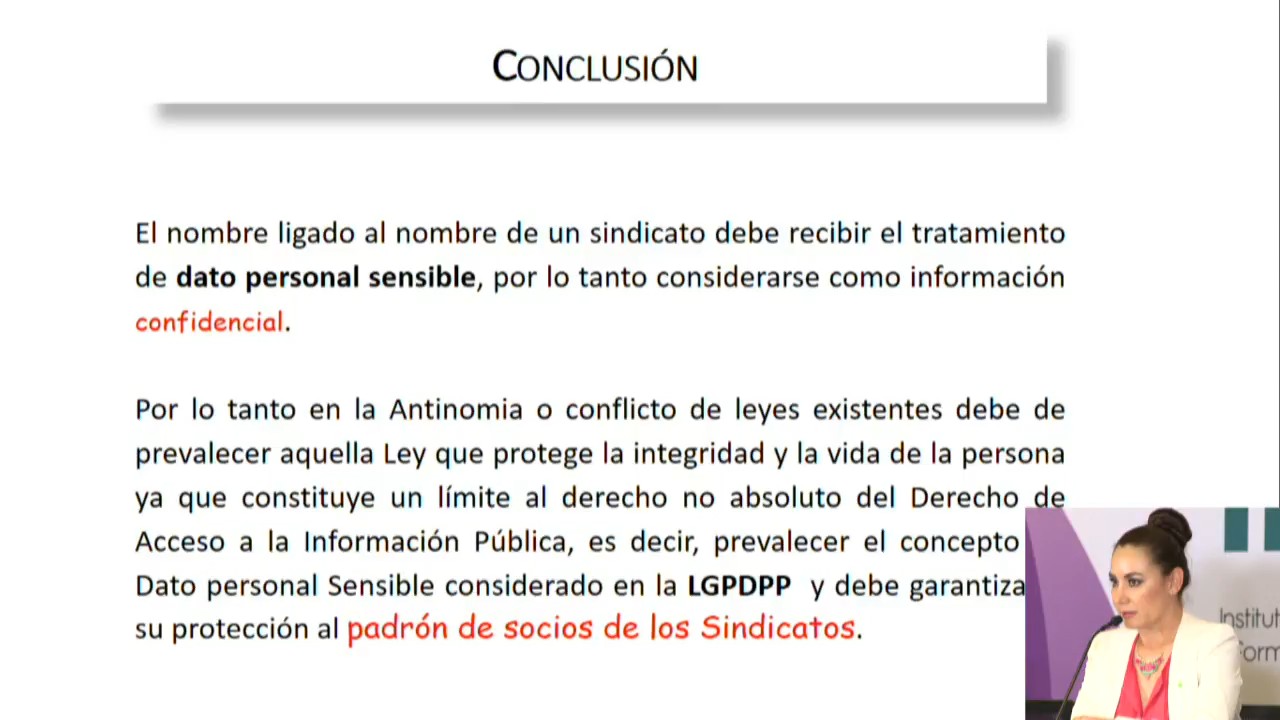 CONCLUSIÓN
El nombre ligado al nombre de un sindicato debe recibir el tratamiento
de dato personal sensible, por lo tanto considerarse como información
confidencial.
Por lo tanto en la Antinomia o conflicto de leyes existentes debe de
prevalecer aquella Ley que protege la integridad y la vida de la persona
ya que constituye un límite al derecho no absoluto del Derecho de
Acceso a la Información Pública, es decir, prevalecer el concepto
Dato personal Sensible considerado en la LGPDPP y debe garantiza
su protección al padrón de socios de los Sindicatos.